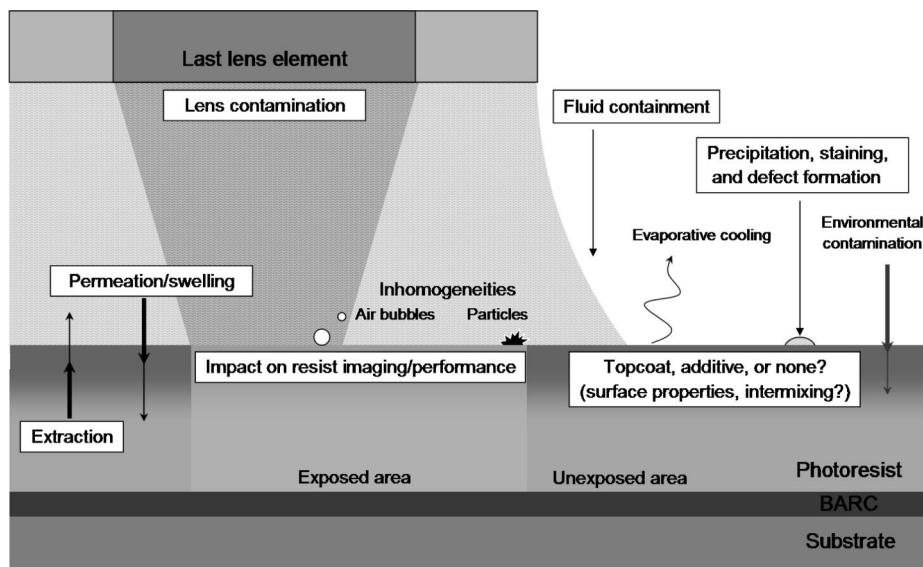 Last lens element
Lens contamination
Fluid containment
Precipitation, staining,
and defect formation
Environmental
contamination
Evaporative cooling
Permeation/swelling
Inhomogeneities
Air bubbles
Particles
Impact on resist imaging/performance
Topcoat, additive, or none?
(surface properties, intermixing?)
Extraction
Exposed area
Unexposed area
Photoresist
BARC
Substrate